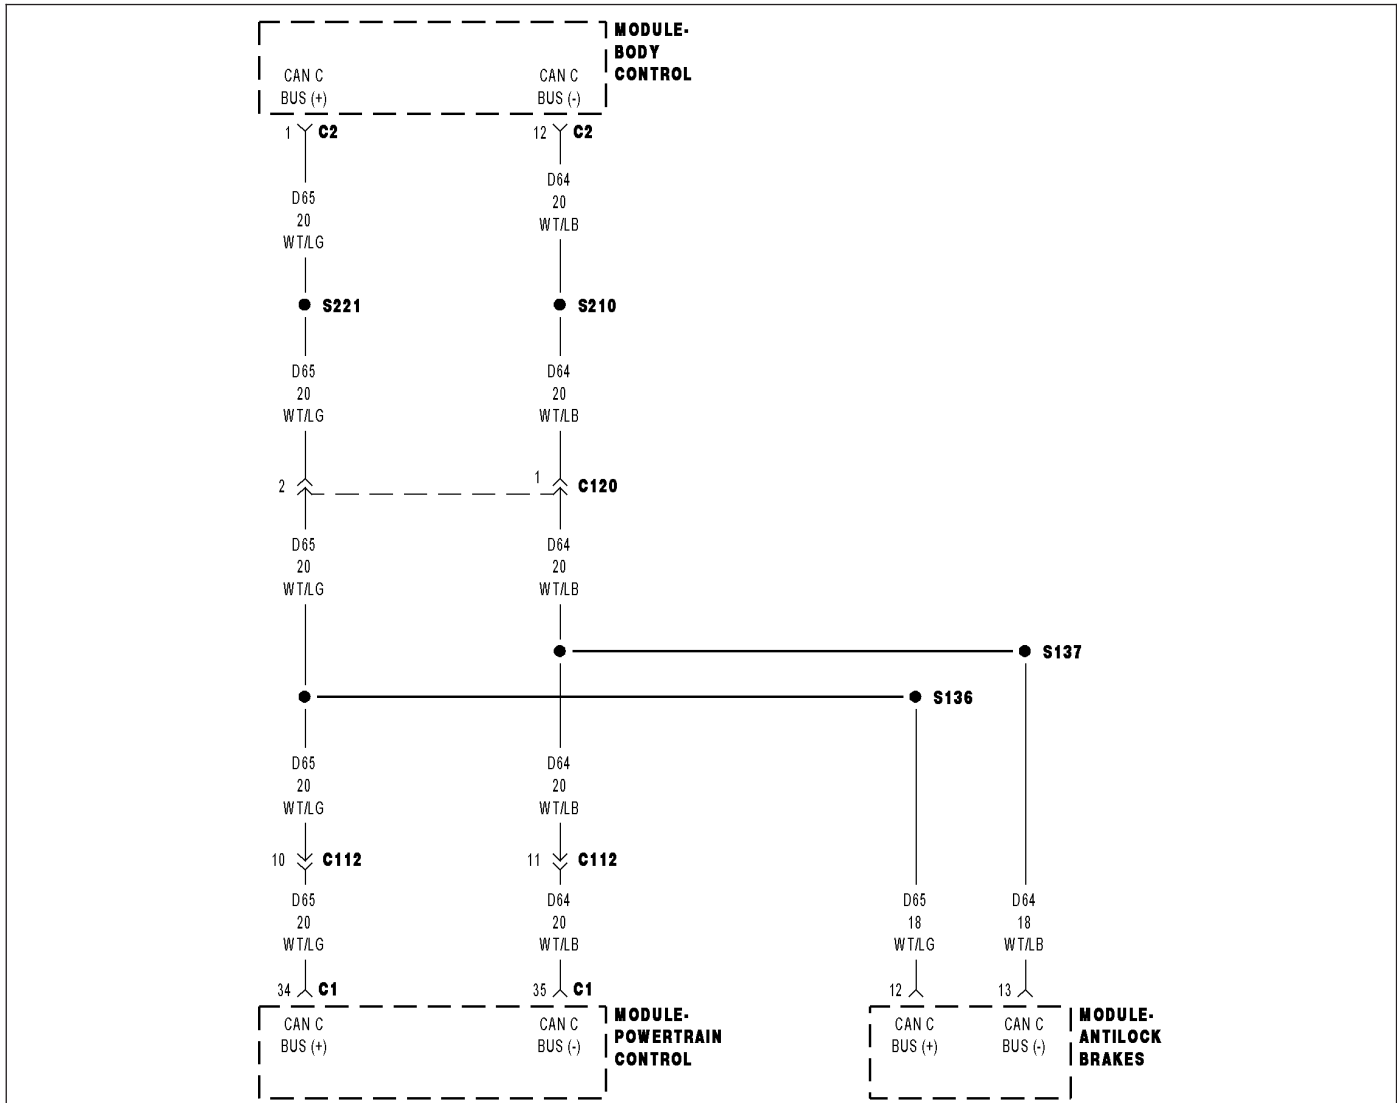 MODULE-
BODY
CONTROL
CAN C
BUS (+)
CAN C
BUS (-)
1
C2
12
C2
D65
20
WT/LG
D64
20
WT/LB
S221
S210
D65
20
WT/LG
D64
20
WT/LB
2
1
C120
D65
20
WT/LG
D64
20
WT/LB
S137
S136
D65
20
WT/LG
D64
20
WT/LB
10
C112
11
C112
D65
20
WT/LG
D64
20
WT/LB
D65
18
WT/LG
D64
18
WT/LB
34
C1
35
C1
12
13
CAN C
BUS (+)
CAN C
BUS (-)
MODULE-
POWERTRAIN
CONTROL
CAN C
BUS (+)
CAN C
BUS (-)
MODULE-
ANTILOCK
BRAKES